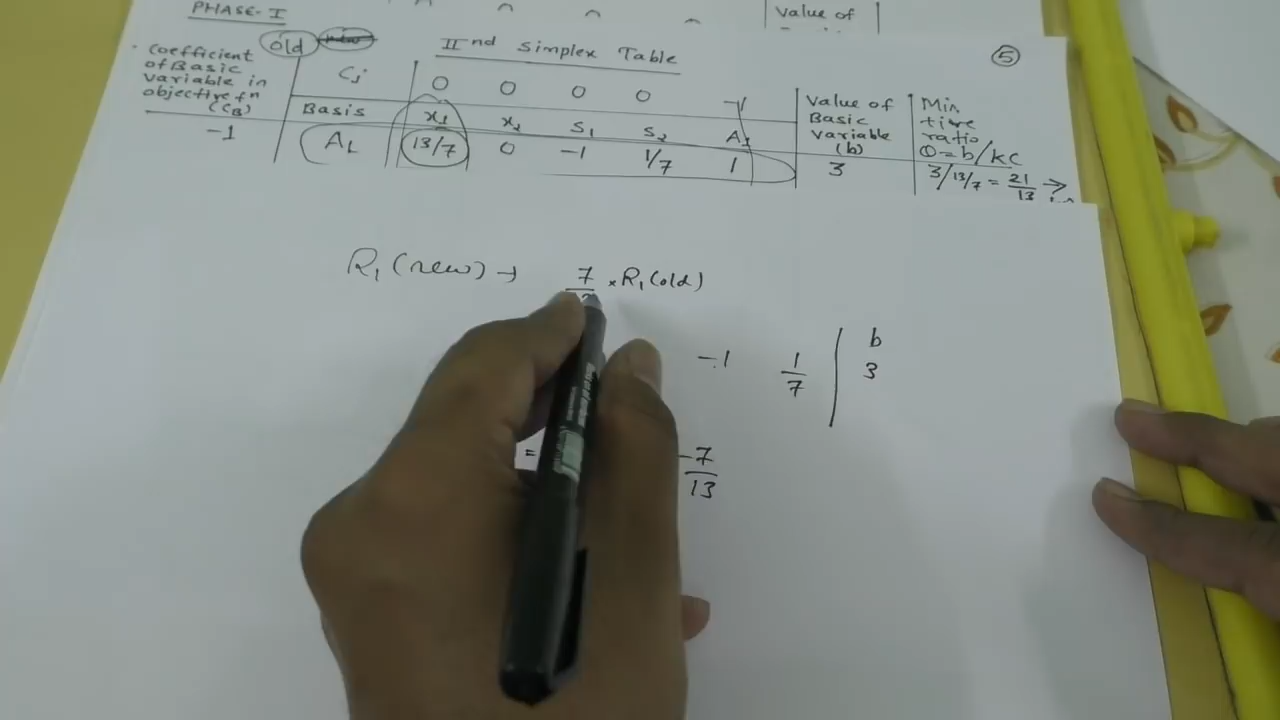 Value of
PHASE-I
old
IInd Simplex Table
5
Coefficient of Basic variable in objective fn (CB)
Cj
0 0 0 0 -1
Value of Basic Variable (b)
Min time ratio θ=b/KC
Basis
x1 x2 S1 S2 A1
-1 A1 13/7 0 -1 1/7 1 3 3/13/7 = 21/13 →
R1 (new) → 7/ × R1 (old)
b
-1 1/7 3
= -7/13